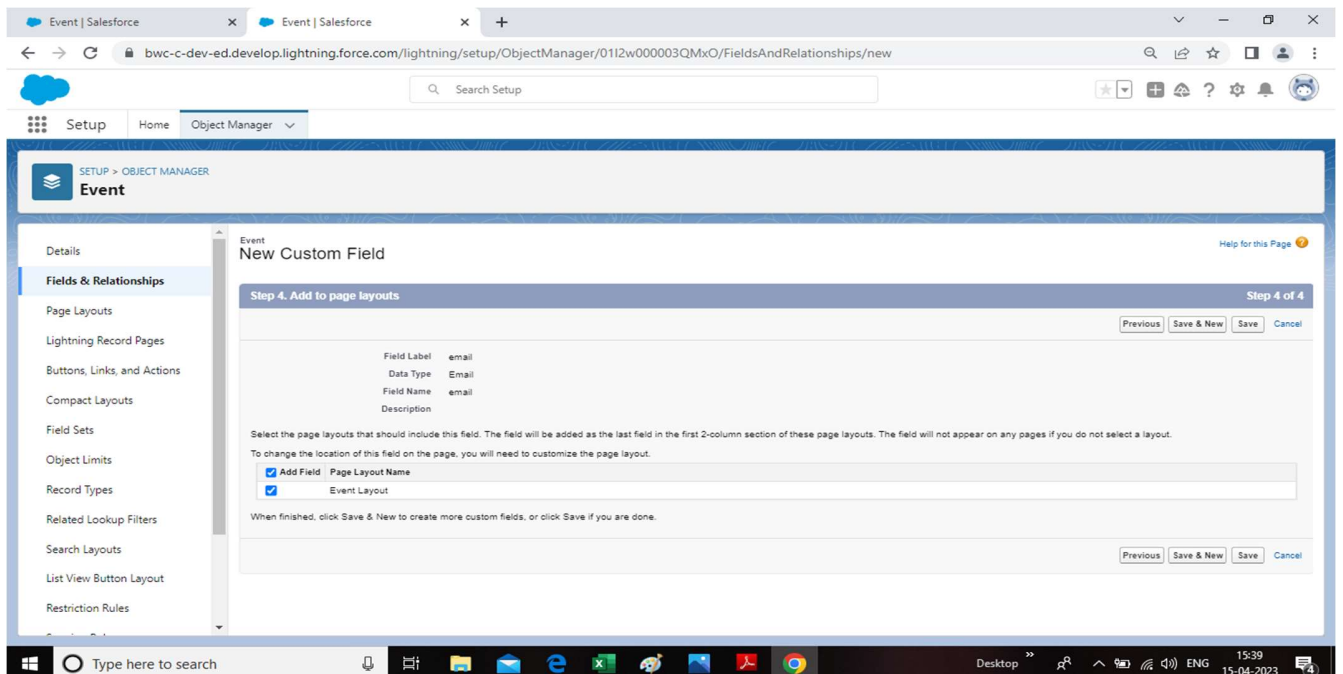 Event | Salesforce
Event | Salesforce
bwc-c-dev-ed.develop.lightning.force.com/lightning/setup/ObjectManager/01I2w000003QMxO/FieldsAndRelationships/new
Search Setup
Setup
Home
Object Manager
SETUP > OBJECT MANAGER
Event
Details
Fields & Relationships
Page Layouts
Lightning Record Pages
Buttons, Links, and Actions
Compact Layouts
Field Sets
Object Limits
Record Types
Related Lookup Filters
Search Layouts
List View Button Layout
Restriction Rules
Event
New Custom Field
Help for this Page
Step 4. Add to page layouts Step 4 of 4
Previous Save & New Save Cancel
Field Label email
Data Type Email
Field Name email
Description
Select the page layouts that should include this field. The field will be added as the last field in the first 2-column section of these page layouts. The field will not appear on any pages if you do not select a layout.
To change the location of this field on the page, you will need to customize the page layout.
Add Field Page Layout Name
Event Layout
When finished, click Save & New to create more custom fields, or click Save if you are done.
Previous Save & New Save Cancel
Type here to search
Desktop
ENG
15:39
15-04-2023